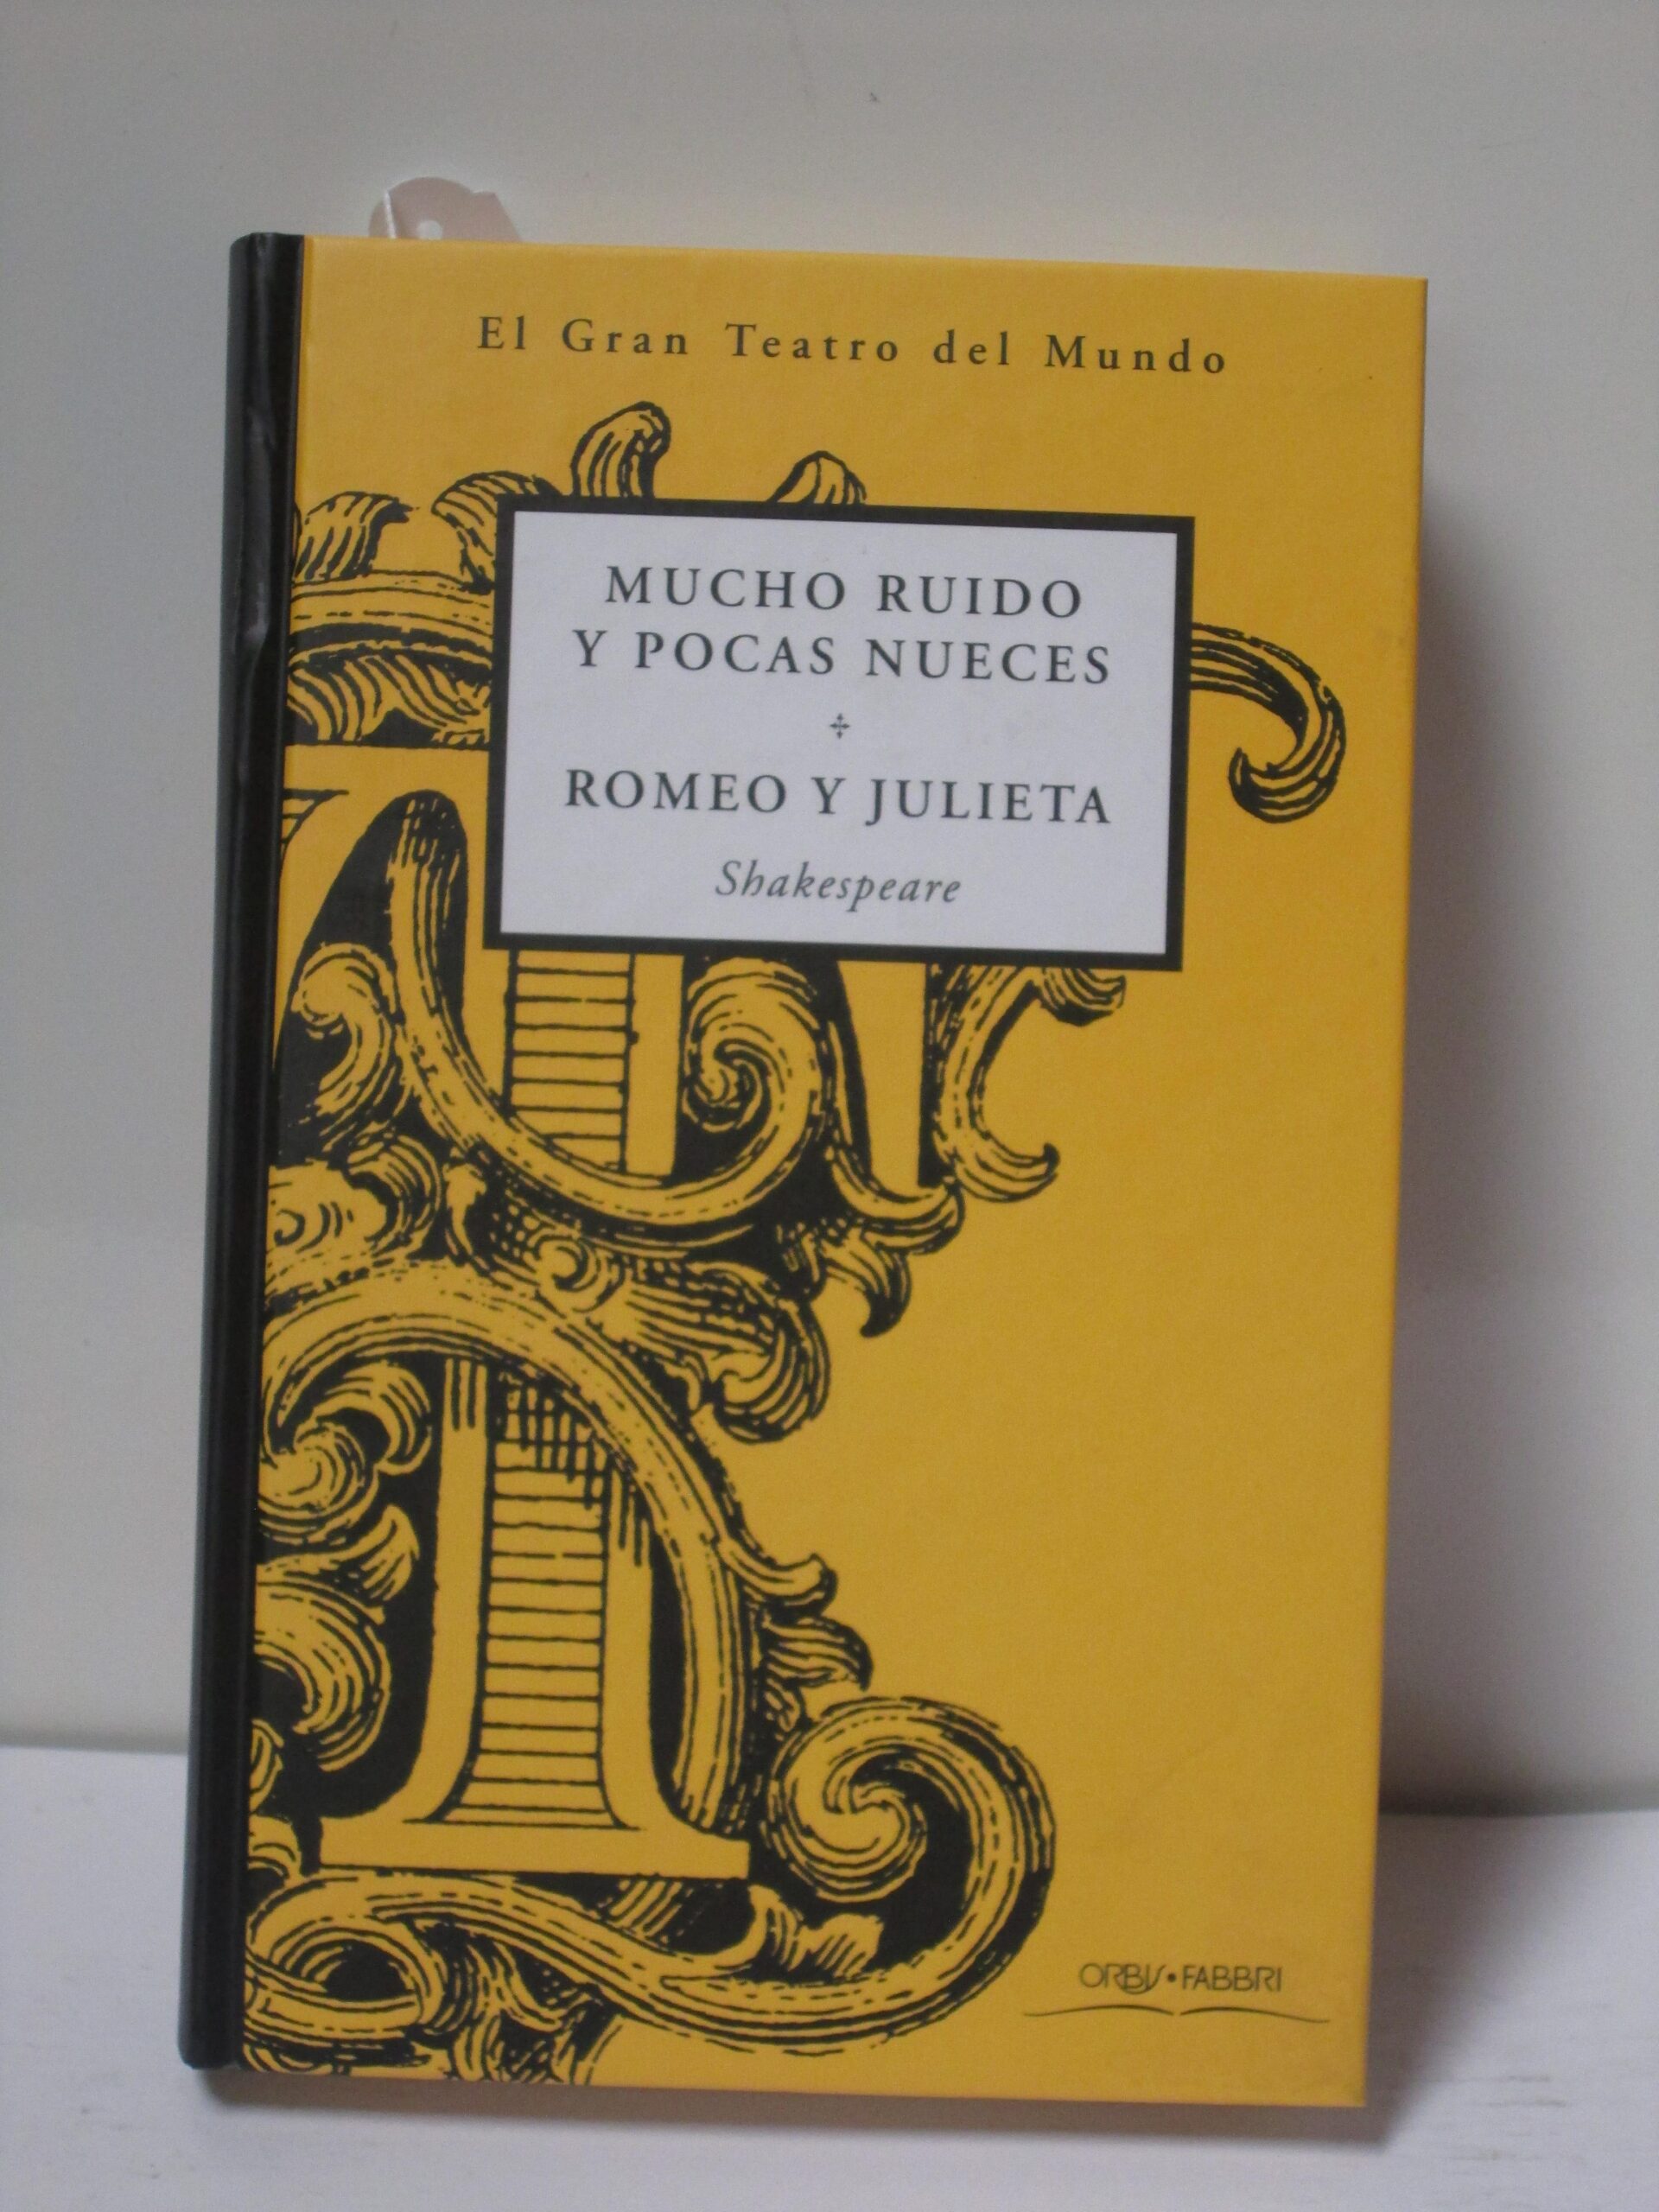 El Gran Teatro del Mundo
MUCHO RUIDO
Y POCAS NUECES
ROMEO Y JULIETA
Shakespeare
ORBIS • FABBRI